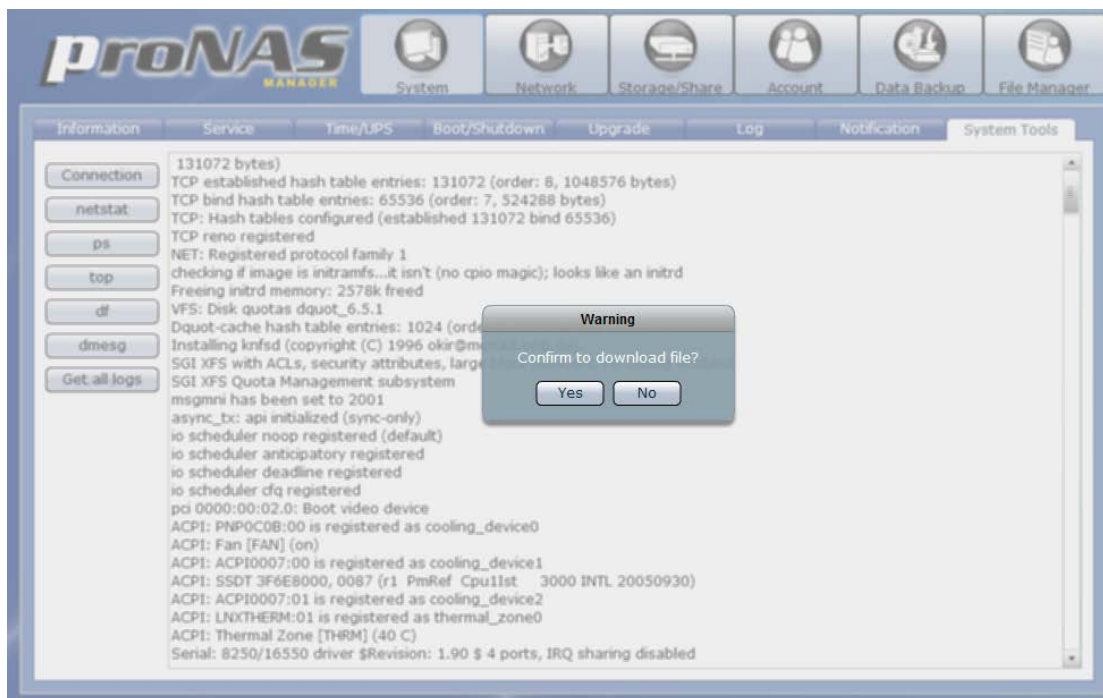 proNAS
MANAGER
System
Network
Storage/Share
Account
Data Backup
File Manager
Information
Service
Time/UPS
Boot/Shutdown
Upgrade
Log
Notification
System Tools
Connection
netstat
ps
top
df
dmesg
Get all logs
131072 bytes)
TCP established hash table entries: 131072 (order: 8, 1048576 bytes)
TCP bind hash table entries: 65536 (order: 7, 524288 bytes)
TCP: Hash tables configured (established 131072 bind 65536)
TCP reno registered
NET: Registered protocol family 1
checking if image is initramfs...it isn't (no cpio magic); looks like an initrd
Freeing initrd memory: 2578k freed
VFS: Disk quotas dquot_6.5.1
Dquot-cache hash table entries: 1024 (orde
Installing knfsd (copyright (C) 1996 okir@m
SGI XFS with ACLs, security attributes, larg
SGI XFS Quota Management subsystem
msgmni has been set to 2001
async_tx: api initialized (sync-only)
io scheduler noop registered (default)
io scheduler anticipatory registered
io scheduler deadline registered
io scheduler cfq registered
pci 0000:00:02.0: Boot video device
ACPI: PNP0C0B:00 is registered as cooling_device0
ACPI: Fan [FAN] (on)
ACPI: ACPI0007:00 is registered as cooling_device1
ACPI: SSDT 3F6E8000, 0087 (r1 PmRef Cpu1Ist 3000 INTL 20050930)
ACPI: ACPI0007:01 is registered as cooling_device2
ACPI: LNXTHERM:01 is registered as thermal_zone0
ACPI: Thermal Zone [THRM] (40 C)
Serial: 8250/16550 driver $Revision: 1.90 $ 4 ports, IRQ sharing disabled
Warning
Confirm to download file?
Yes
No